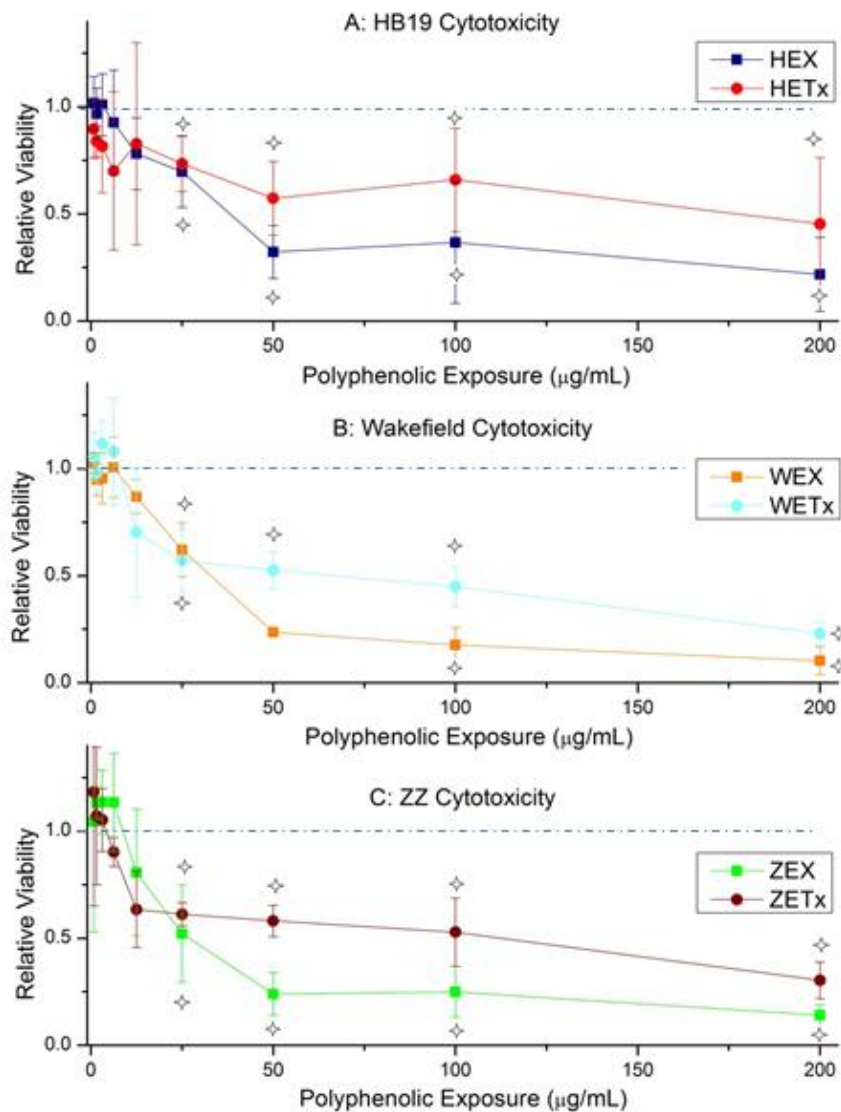 A: HB19 Cytotoxicity
HEX
HETx
1.0
0.5
0.0
Relative Viability
0
50
100
150
200
Polyphenolic Exposure (μg/mL)
B: Wakefield Cytotoxicity
WEX
WETx
1.0
0.5
0.0
Relative Viability
0
50
100
150
200
Polyphenolic Exposure (μg/mL)
C: ZZ Cytotoxicity
ZEX
ZETx
1.0
0.5
0.0
Relative Viability
0
50
100
150
200
Polyphenolic Exposure (μg/mL)